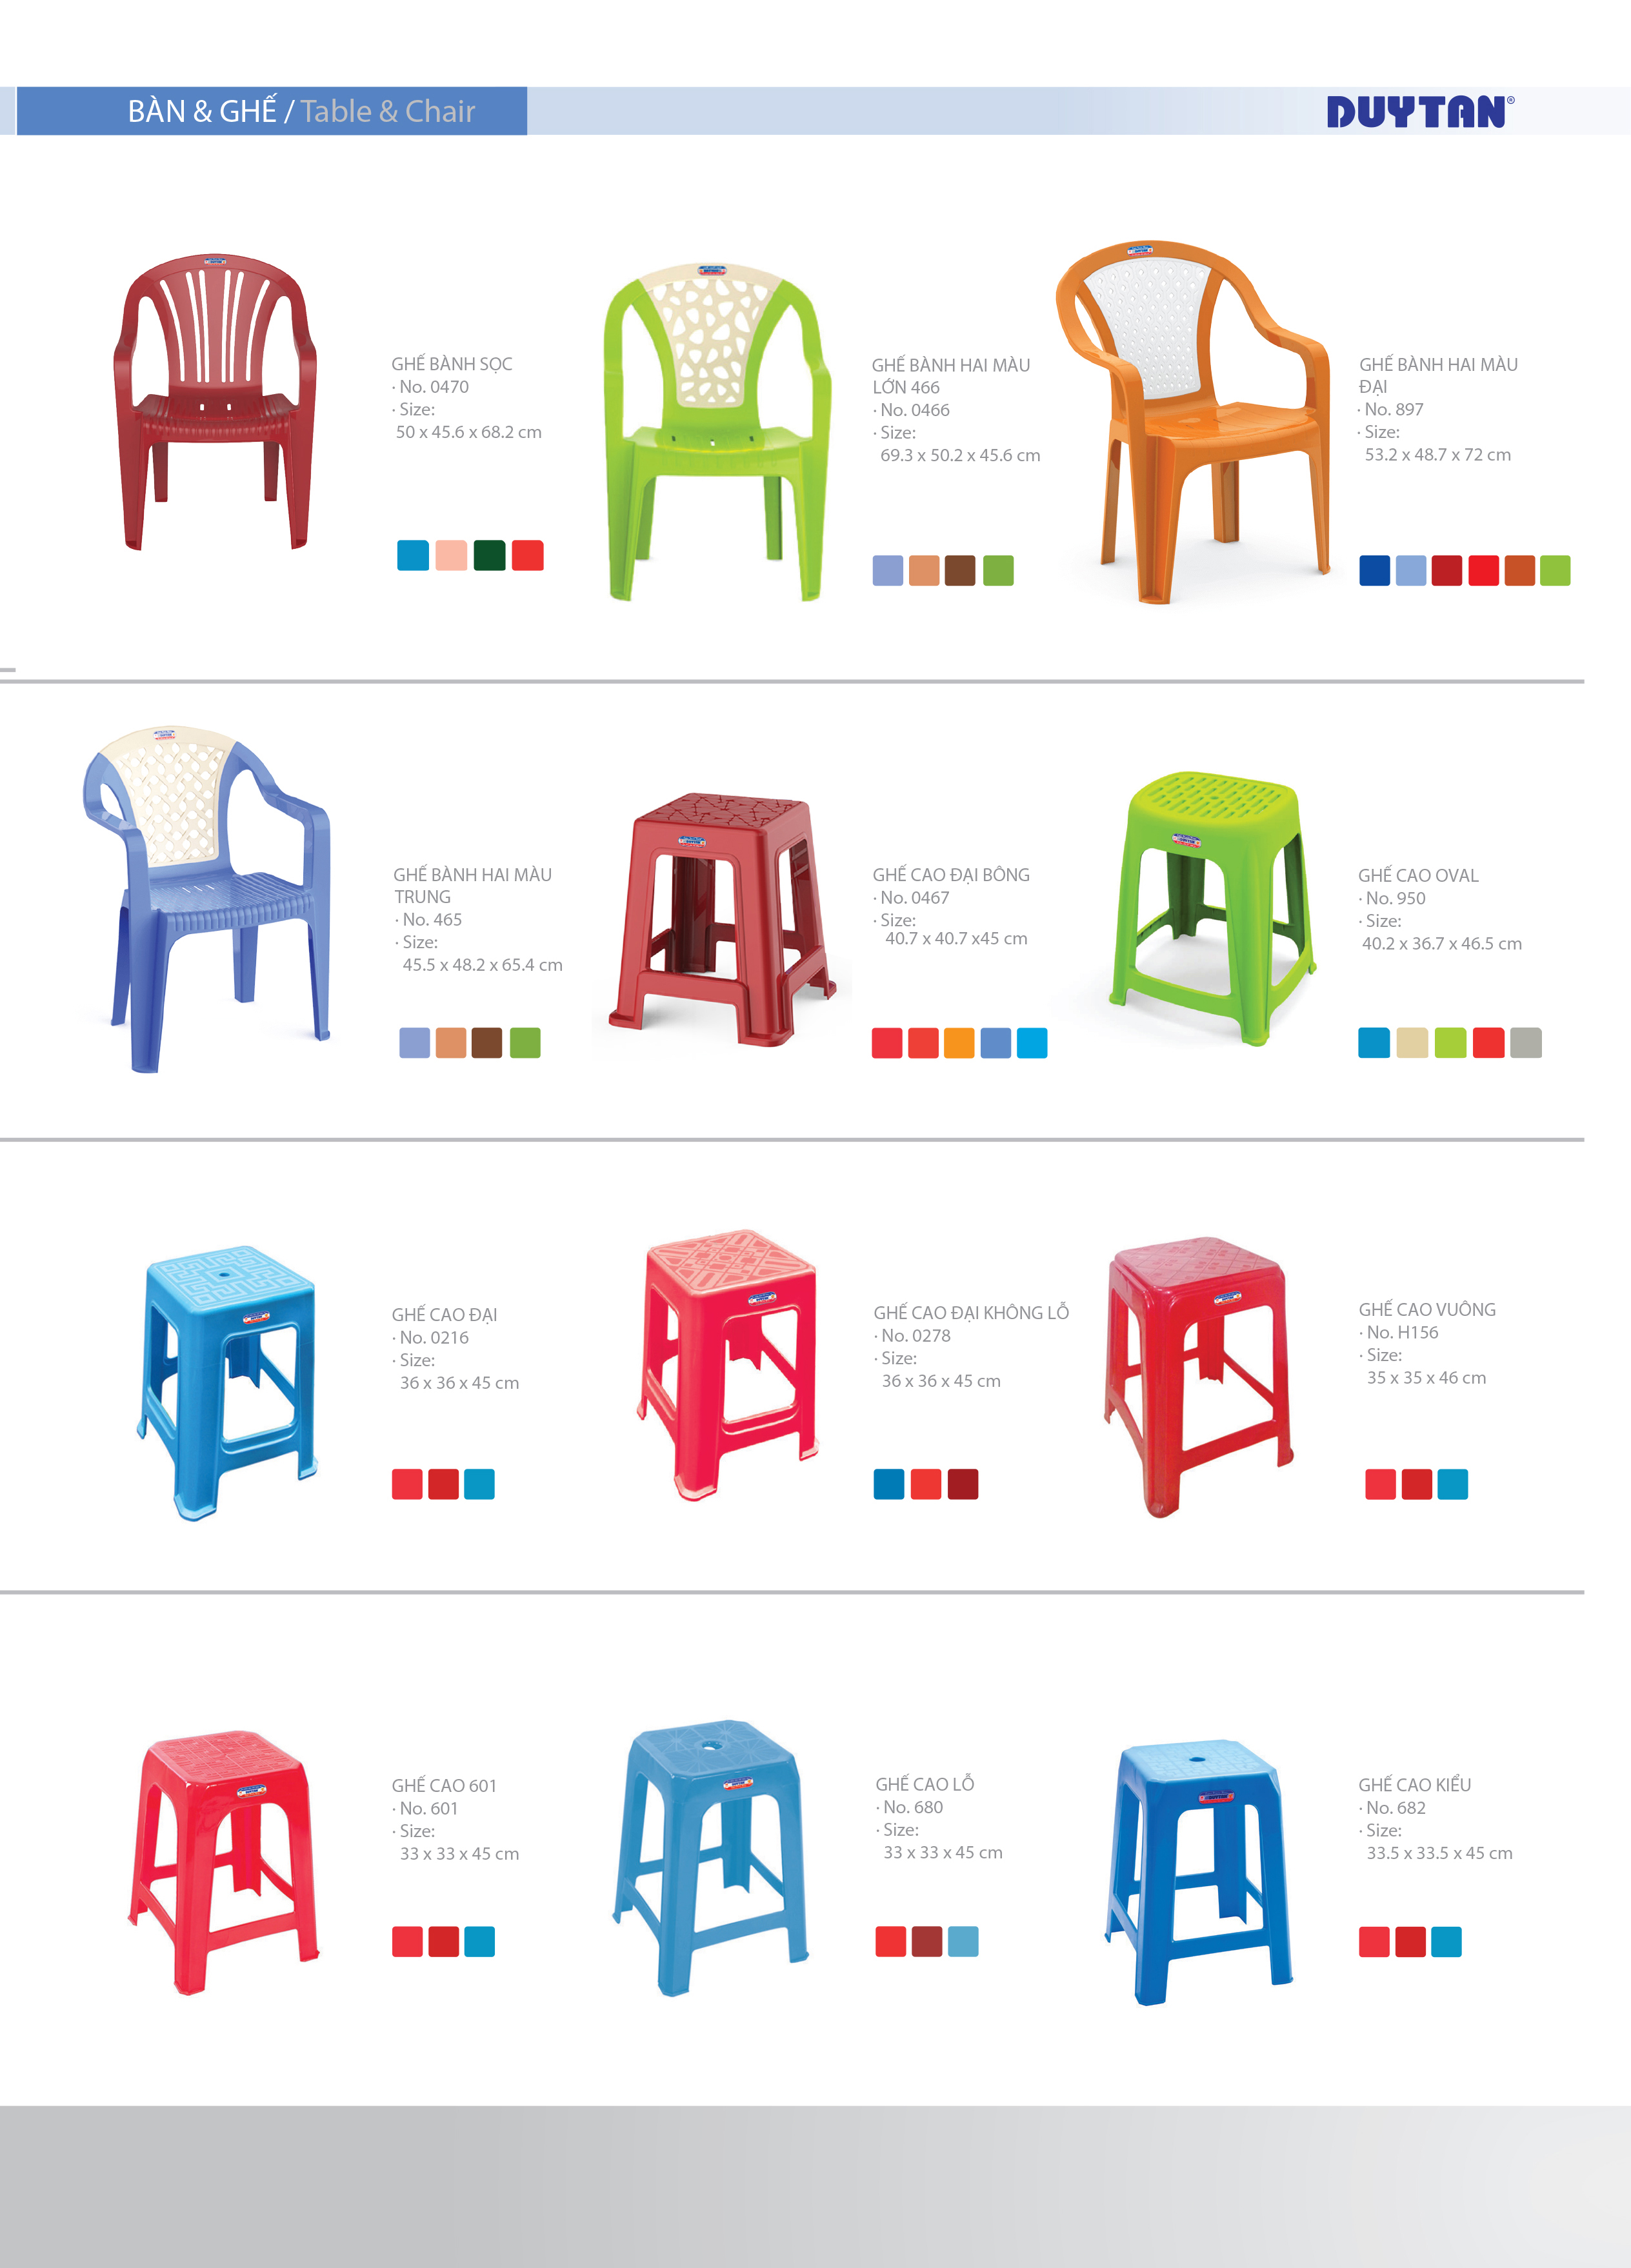 BÀN & GHẾ / Table & Chair
DUYTAN®
GHẾ BÀNH SỌC
· No. 0470
· Size:
50 x 45.6 x 68.2 cm
GHẾ BÀNH HAI MÀU
LỚN 466
· No. 0466
· Size:
69.3 x 50.2 x 45.6 cm
GHẾ BÀNH HAI MÀU
ĐẠI
· No. 897
· Size:
53.2 x 48.7 x 72 cm
GHẾ BÀNH HAI MÀU
TRUNG
· No. 465
· Size:
45.5 x 48.2 x 65.4 cm
GHẾ CAO ĐẠI BÔNG
· No. 0467
· Size:
40.7 x 40.7 x45 cm
GHẾ CAO OVAL
· No. 950
· Size:
40.2 x 36.7 x 46.5 cm
GHẾ CAO ĐẠI
· No. 0216
· Size:
36 x 36 x 45 cm
GHẾ CAO ĐẠI KHÔNG LỖ
· No. 0278
· Size:
36 x 36 x 45 cm
GHẾ CAO VUÔNG
· No. H156
· Size:
35 x 35 x 46 cm
GHẾ CAO 601
· No. 601
· Size:
33 x 33 x 45 cm
GHẾ CAO LỖ
· No. 680
· Size:
33 x 33 x 45 cm
GHẾ CAO KIỂU
· No. 682
· Size:
33.5 x 33.5 x 45 cm